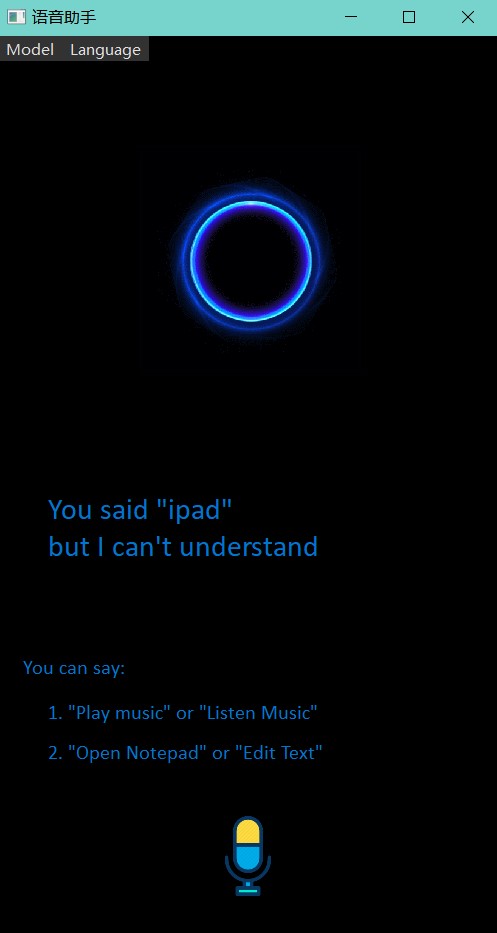 语音助手
Model Language
You said "ipad"
but I can't understand
You can say:
1. "Play music" or "Listen Music"
2. "Open Notepad" or "Edit Text"